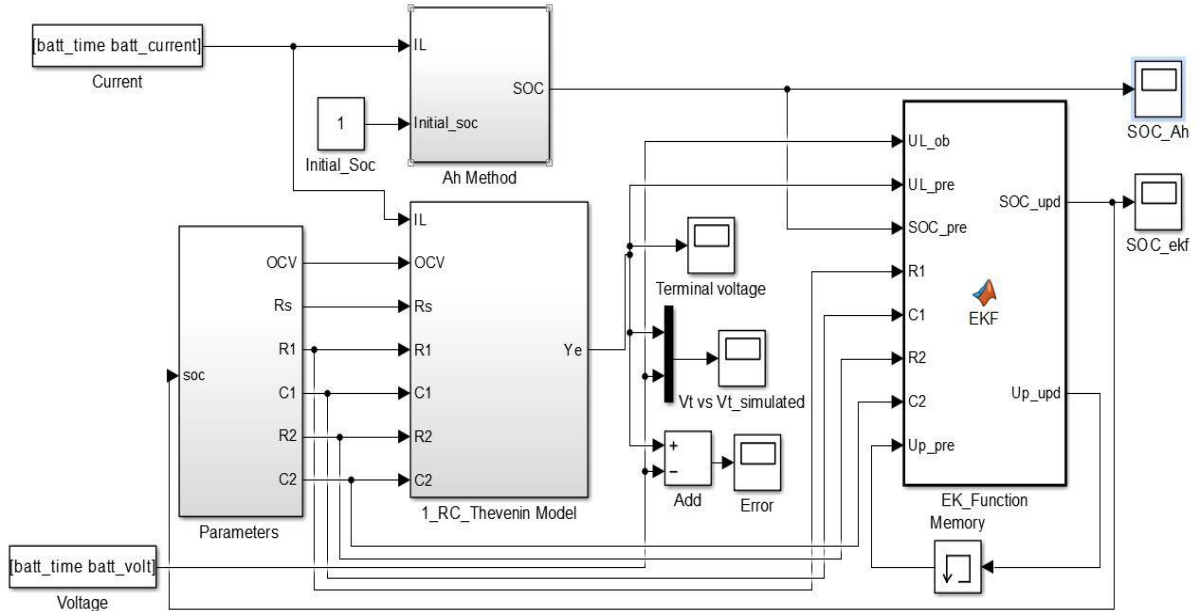 [batt_time batt_current]
Current
IL
SOC
Initial_soc
1
Initial_Soc
Ah Method
SOC_Ah
UL_ob
UL_pre
SOC_pre
R1
C1
R2
C2
Up_pre
SOC_upd
Up_upd
EKF
EK_Function
SOC_ekf
IL
OCV
Rs
R1
C1
R2
C2
Ye
1_RC_Thevenin Model
soc
OCV
Rs
R1
C1
R2
C2
Parameters
Terminal voltage
Vt vs Vt_simulated
+
−
Add
Error
Memory
[batt_time batt_volt]
Voltage